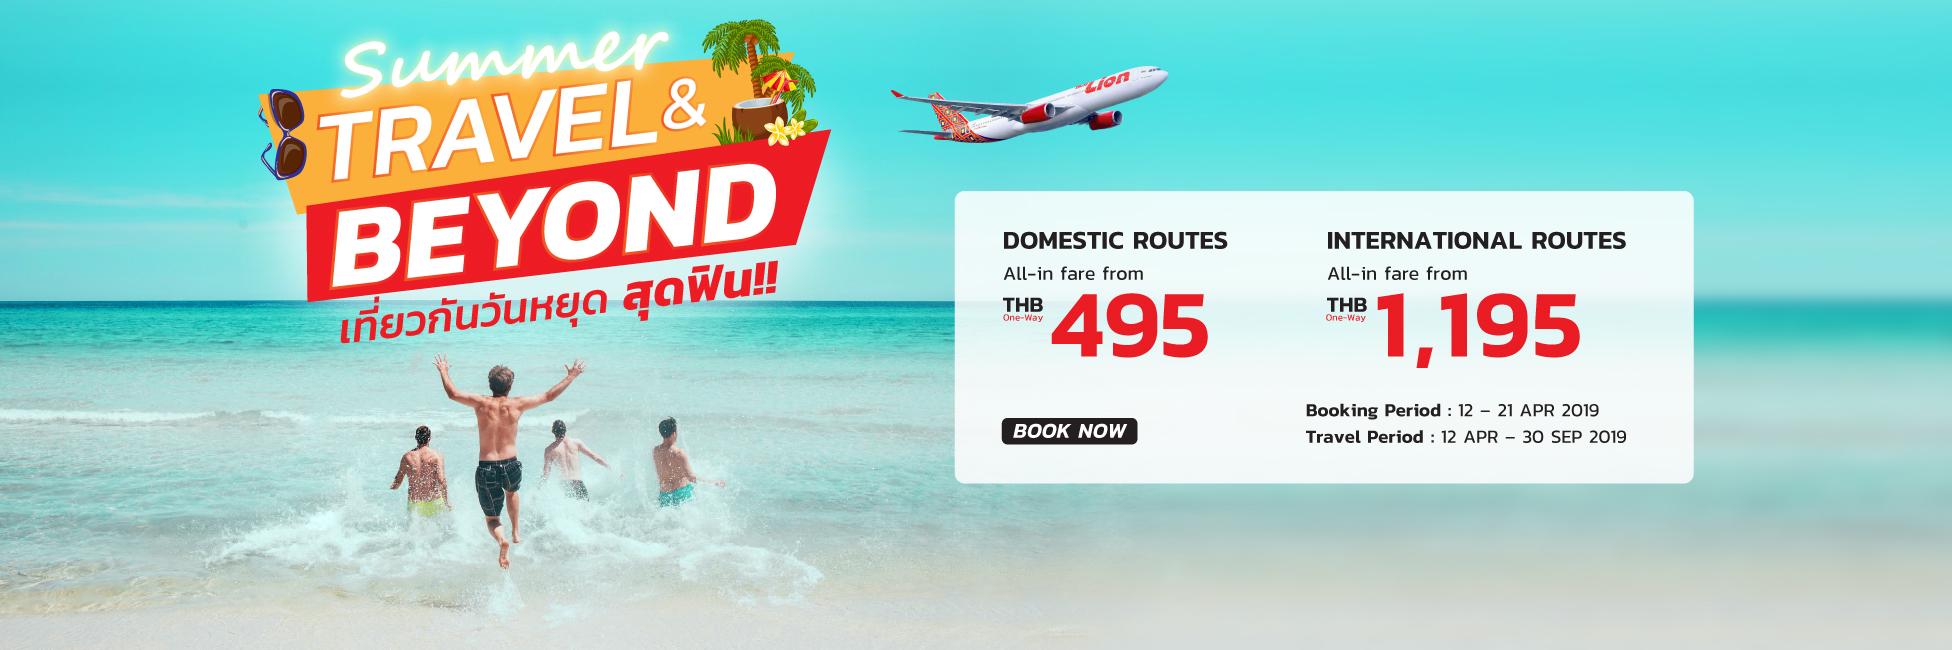 Summer
TRAVEL &
BEYOND
เที่ยวกันวันหยุด สุดฟิน!!
Lion
DOMESTIC ROUTES
All-in fare from
THB
One-Way
495
INTERNATIONAL ROUTES
All-in fare from
THB
One-Way
1,195
BOOK NOW
Booking Period : 12 – 21 APR 2019
Travel Period : 12 APR – 30 SEP 2019